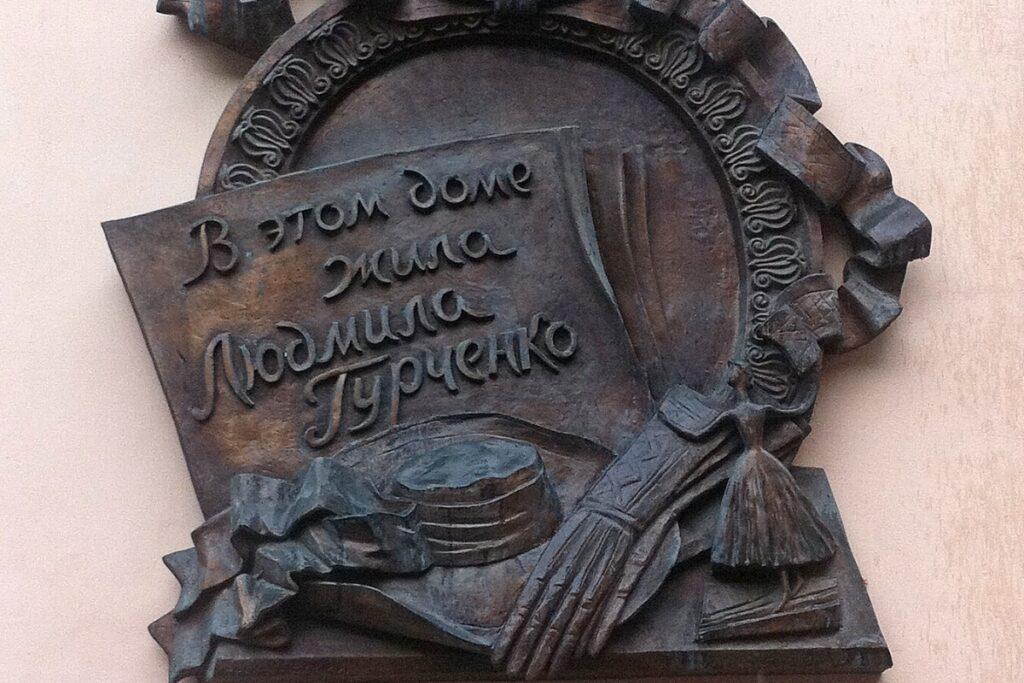 В этом доме
жила
Людмила
Гурченко